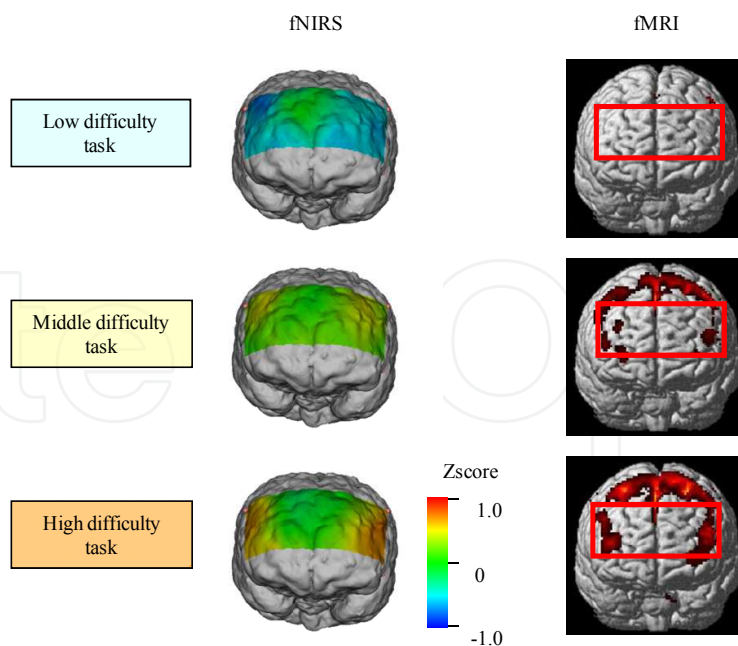 fNIRS
fMRI
Low difficulty
task
Middle difficulty
task
High difficulty
task
Zscore
1.0
0
-1.0